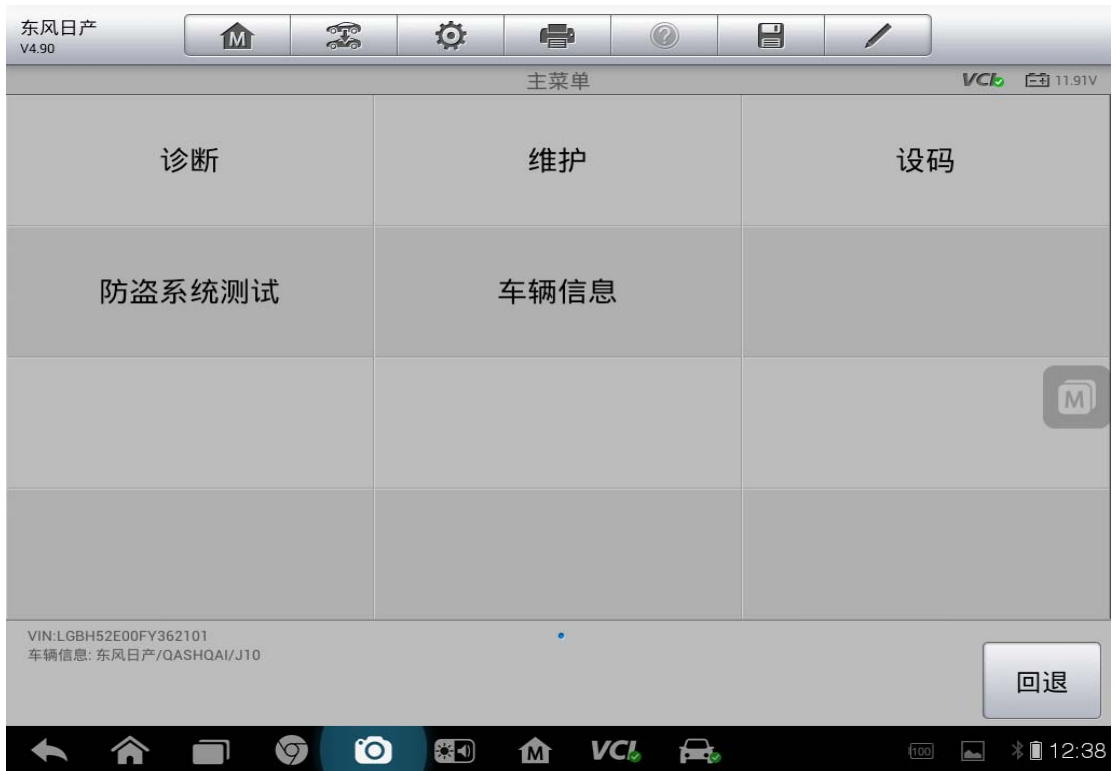 东风日产
V4.90
M
主菜单
VCI
11.91V
诊断
维护
设码
防盗系统测试
车辆信息
M
VIN:LGBH52E00FY362101
车辆信息: 东风日产/QASHQAI/J10
回退
M
VCI
100
12:38